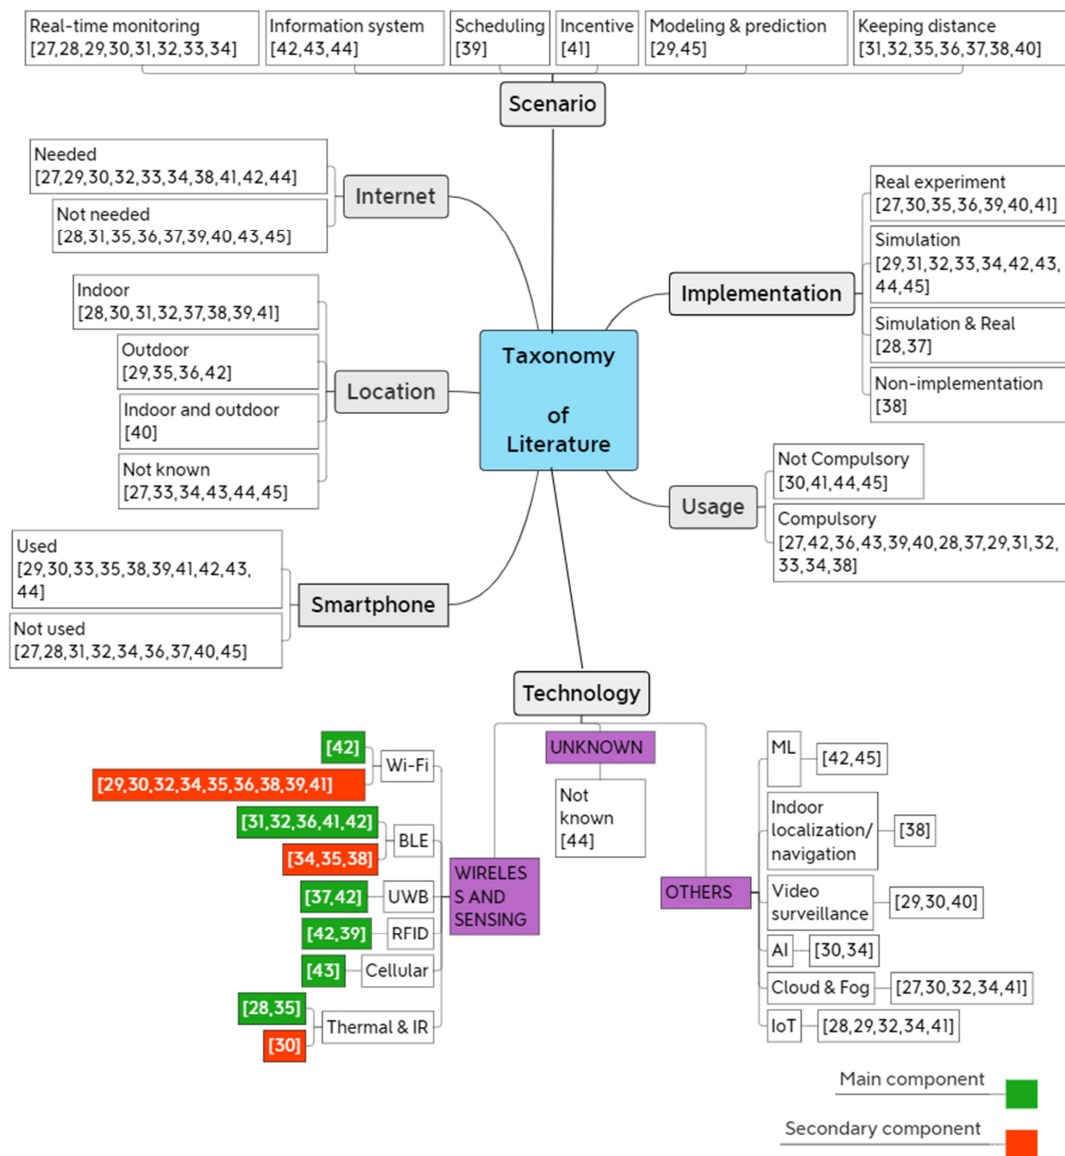 Real-time monitoring
[27,28,29,30,31,32,33,34]
Information system
[42,43,44]
Scheduling
[39]
Incentive
[41]
Modeling & prediction
[29,45]
Keeping distance
[31,32,35,36,37,38,40]
Scenario
Needed
[27,29,30,32,33,34,38,41,42,44]
Not needed
[28,31,35,36,37,39,40,43,45]
Internet
Indoor
[28,30,31,32,37,38,39,41]
Outdoor
[29,35,36,42]
Indoor and outdoor
[40]
Not known
[27,33,34,43,44,45]
Location
Used
[29,30,33,35,38,39,41,42,43,
44]
Not used
[27,28,31,32,34,36,37,40,45]
Smartphone
Taxonomy
of
Literature
Implementation
Real experiment
[27,30,35,36,39,40,41]
Simulation
[29,31,32,33,34,42,43,
44,45]
Simulation & Real
[28,37]
Non-implementation
[38]
Usage
Not Compulsory
[30,41,44,45]
Compulsory
[27,42,36,43,39,40,28,37,29,31,32,
33,34,38]
Technology
[42]
[29,30,32,34,35,36,38,39,41]
Wi-Fi
[31,32,36,41,42]
[34,35,38]
BLE
[37,42]
UWB
[42,39]
RFID
[43]
Cellular
[28,35]
[30]
Thermal & IR
WIRELES
S AND
SENSING
UNKNOWN
Not
known
[44]
OTHERS
ML
[42,45]
Indoor
localization/
navigation
[38]
Video
surveillance
[29,30,40]
AI
[30,34]
Cloud & Fog
[27,30,32,34,41]
IoT
[28,29,32,34,41]
Main component
Secondary component